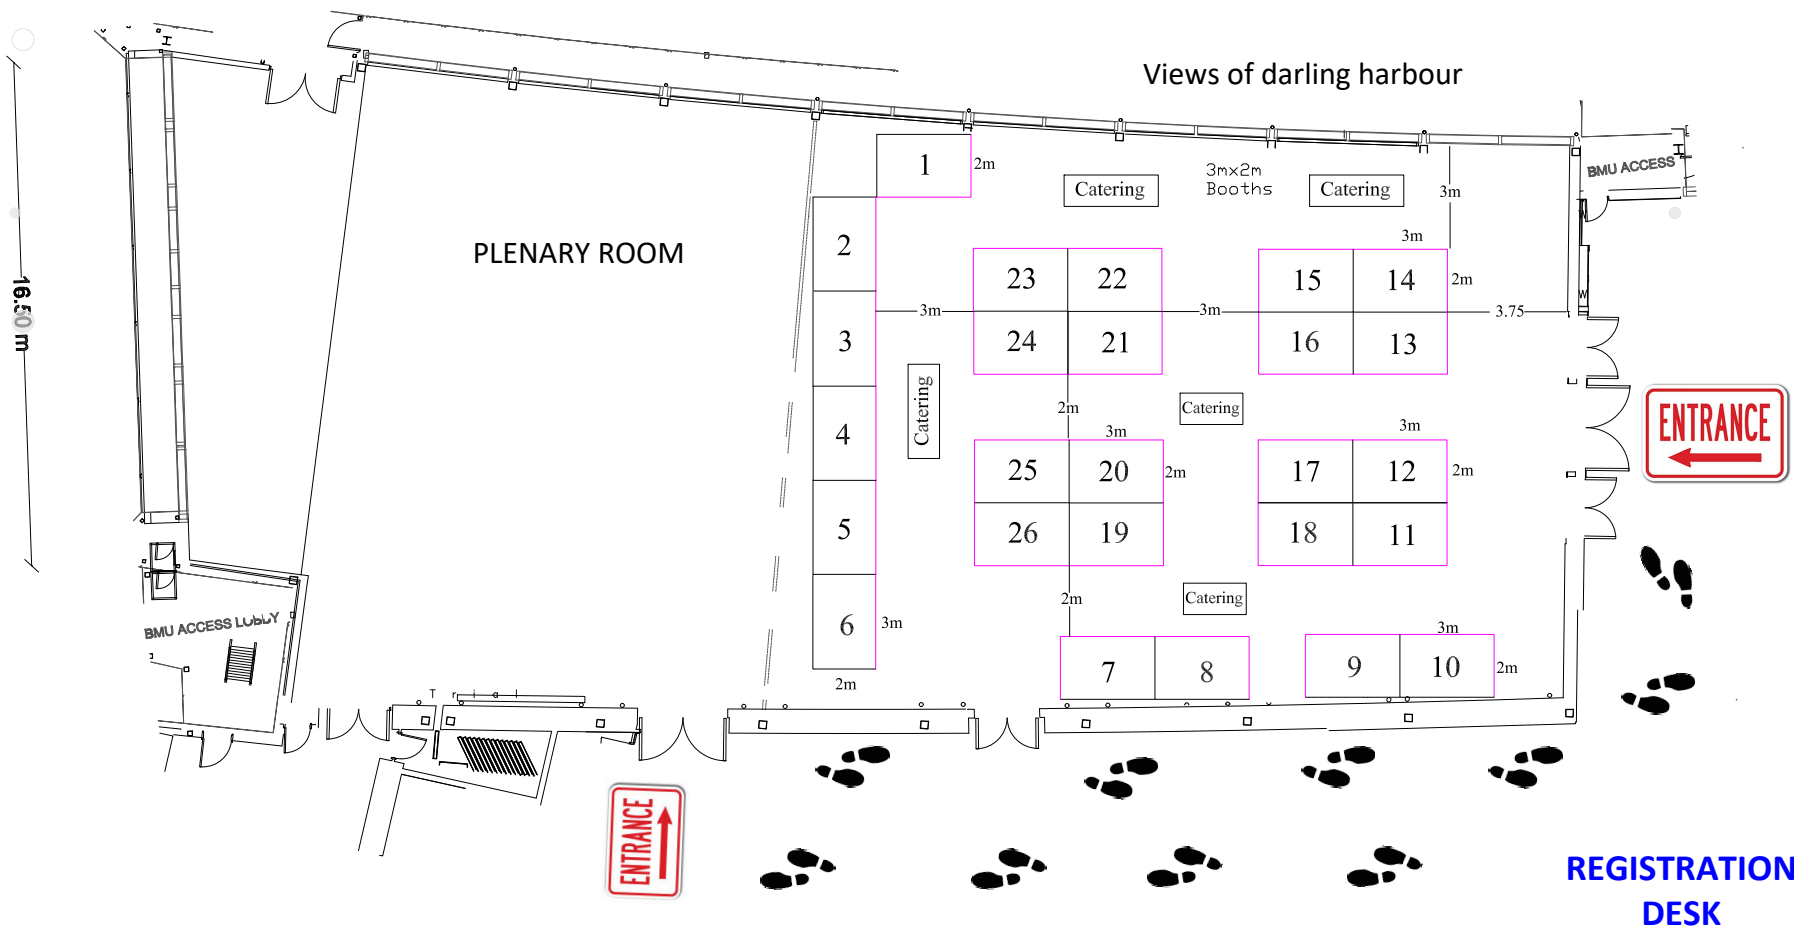 Views of darling harbour
BMU ACCESS
1
2m
3mx2m
Booths
Catering
Catering
3m
2
PLENARY ROOM
3m
23
22
15
14
2m
16.50 m
3m
3m
3.75
3
24
21
16
13
Catering
2m
Catering
ENTRANCE
4
3m
3m
25
20
2m
17
12
2m
5
26
19
18
11
2m
Catering
BMU ACCESS LOBBY
6
3m
3m
7
8
9
10
2m
2m
Trial
ENTRANCE
REGISTRATION
DESK